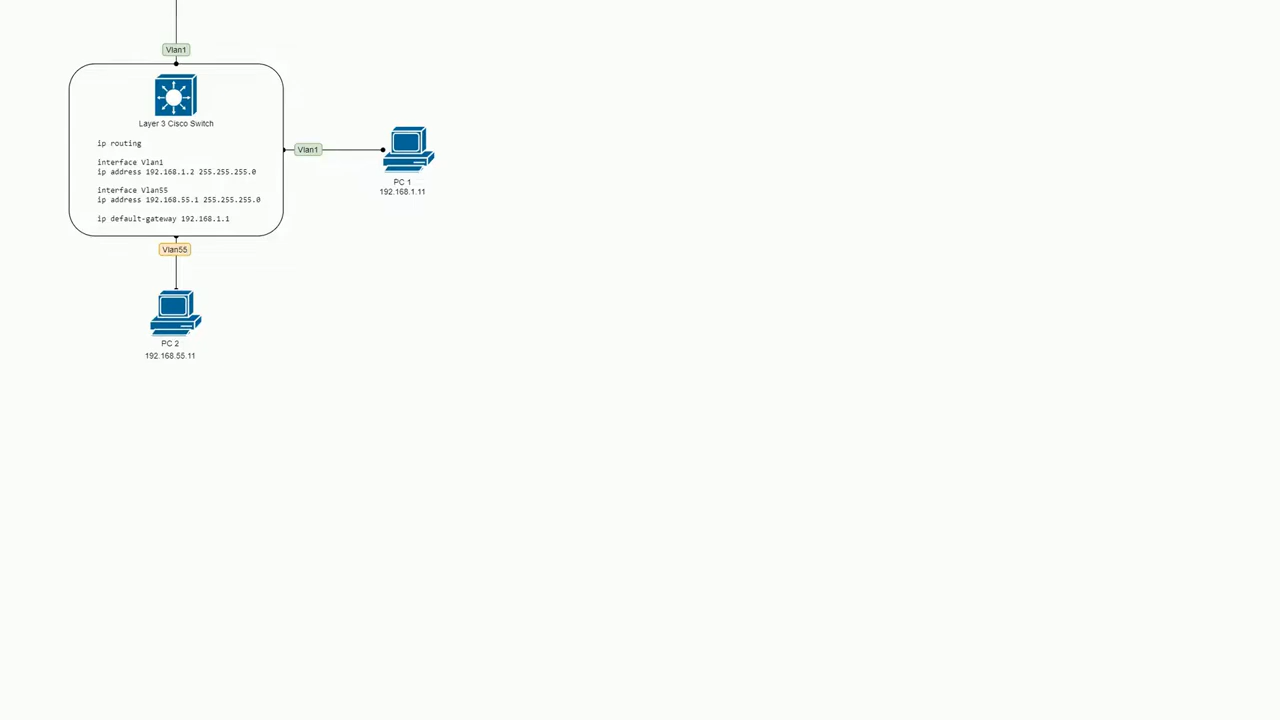 Vlan1
Layer 3 Cisco Switch
ip routing
interface Vlan1
ip address 192.168.1.2 255.255.255.0
interface Vlan55
ip address 192.168.55.1 255.255.255.0
ip default-gateway 192.168.1.1
Vlan1
PC 1
192.168.1.11
Vlan55
PC 2
192.168.55.11